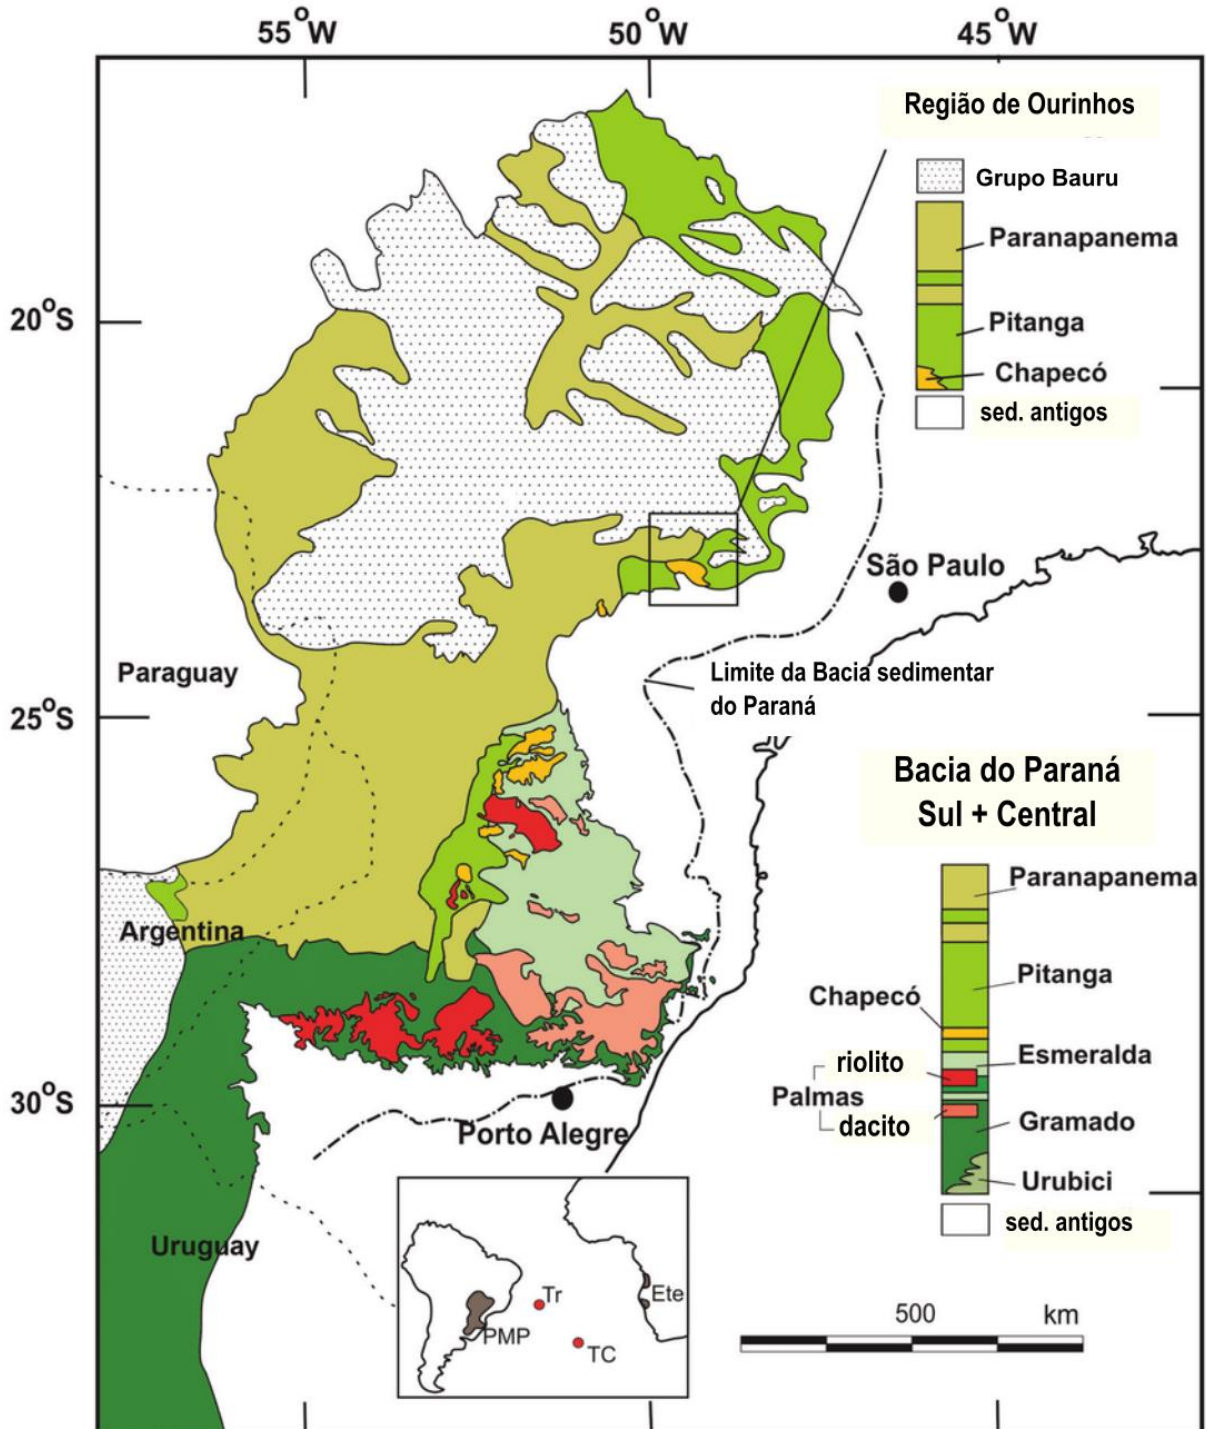 55°W
50°W
45°W
Região de Ourinhos
Grupo Bauru
Paranapanema
Pitanga
Chapecó
sed. antigos
20°S
São Paulo
Paraguay
Limite da Bacia sedimentar
do Paraná
25°S
Bacia do Paraná
Sul + Central
Paranapanema
Argentina
Pitanga
Chapecó
Esmeralda
riolito
Palmas
dacito
30°S
Gramado
Porto Alegre
Urubici
sed. antigos
Uruguay
Tr
Ete
PMP
TC
500 km